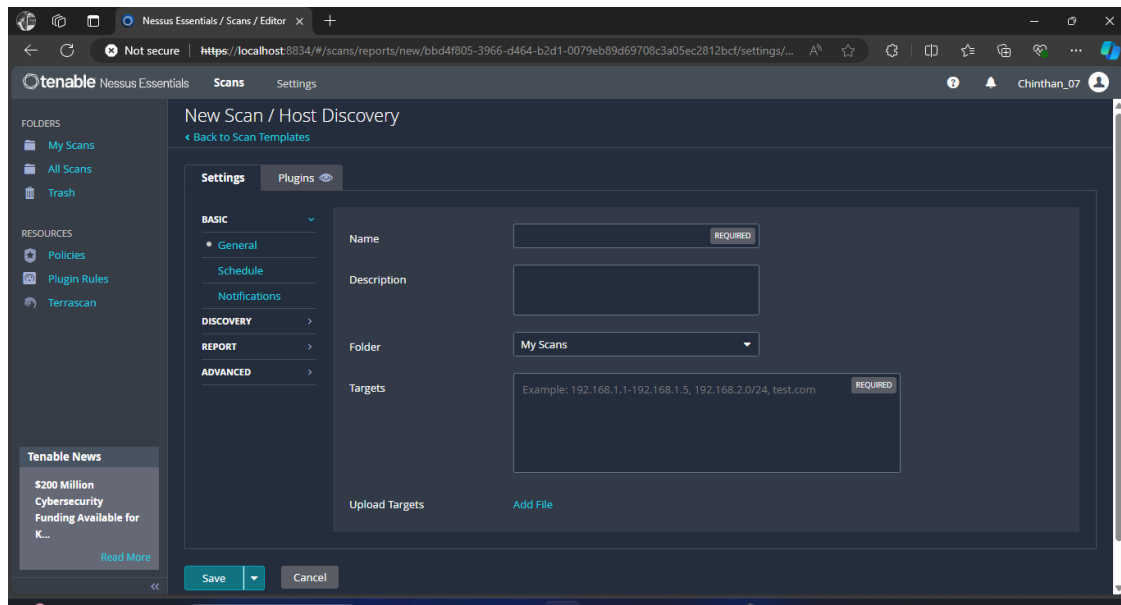 Nessus Essentials / Scans / Editor
Not secure https://localhost:8834/#/scans/reports/new/bbd4f805-3966-d464-b2d1-0079eb89d69708c3a05ec2812bcf/settings/...
tenable Nessus Essentials Scans Settings Chinthan_07
FOLDERS
My Scans
All Scans
Trash
RESOURCES
Policies
Plugin Rules
Terrascan
Tenable News
$200 Million
Cybersecurity
Funding Available for
K...
Read More
New Scan / Host Discovery
Back to Scan Templates
Settings Plugins
BASIC
General
Schedule
Notifications
DISCOVERY
REPORT
ADVANCED
Name REQUIRED
Description
Folder My Scans
Targets Example: 192.168.1.1-192.168.1.5, 192.168.2.0/24, test.com REQUIRED
Upload Targets Add File
Save Cancel